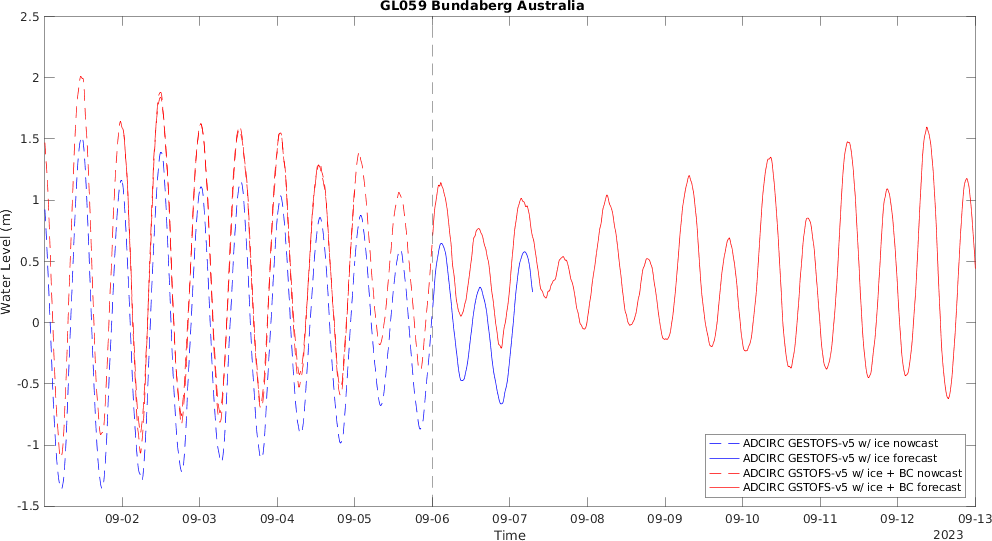 GL059 Bundaberg Australia
2.5
2
1.5
1
0.5
0
-0.5
-1
-1.5
Water Level (m)
ADCIRC GESTOFS-v5 w/ ice nowcast
ADCIRC GESTOFS-v5 w/ ice forecast
ADCIRC GSTOFS-v5 w/ ice + BC nowcast
ADCIRC GSTOFS-v5 w/ ice + BC forecast
09-02 09-03 09-04 09-05 09-06 09-07 09-08 09-09 09-10 09-11 09-12 09-13
Time
2023